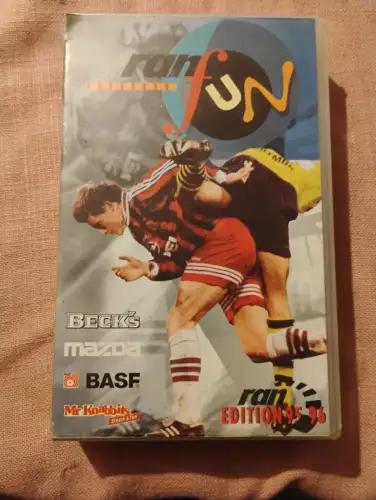 ran
fUN
BECK's
mazda
BASF
Mr Knabbits
ran
EDITION 95 96